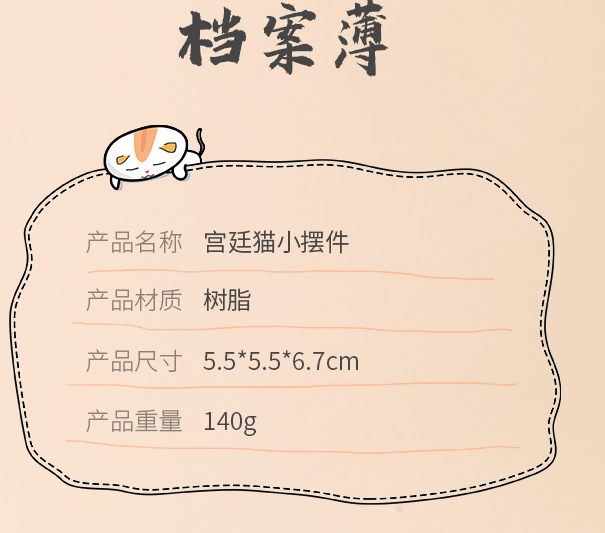 档案薄
产品名称 宫廷猫小摆件
产品材质 树脂
产品尺寸 5.5*5.5*6.7cm
产品重量 140g